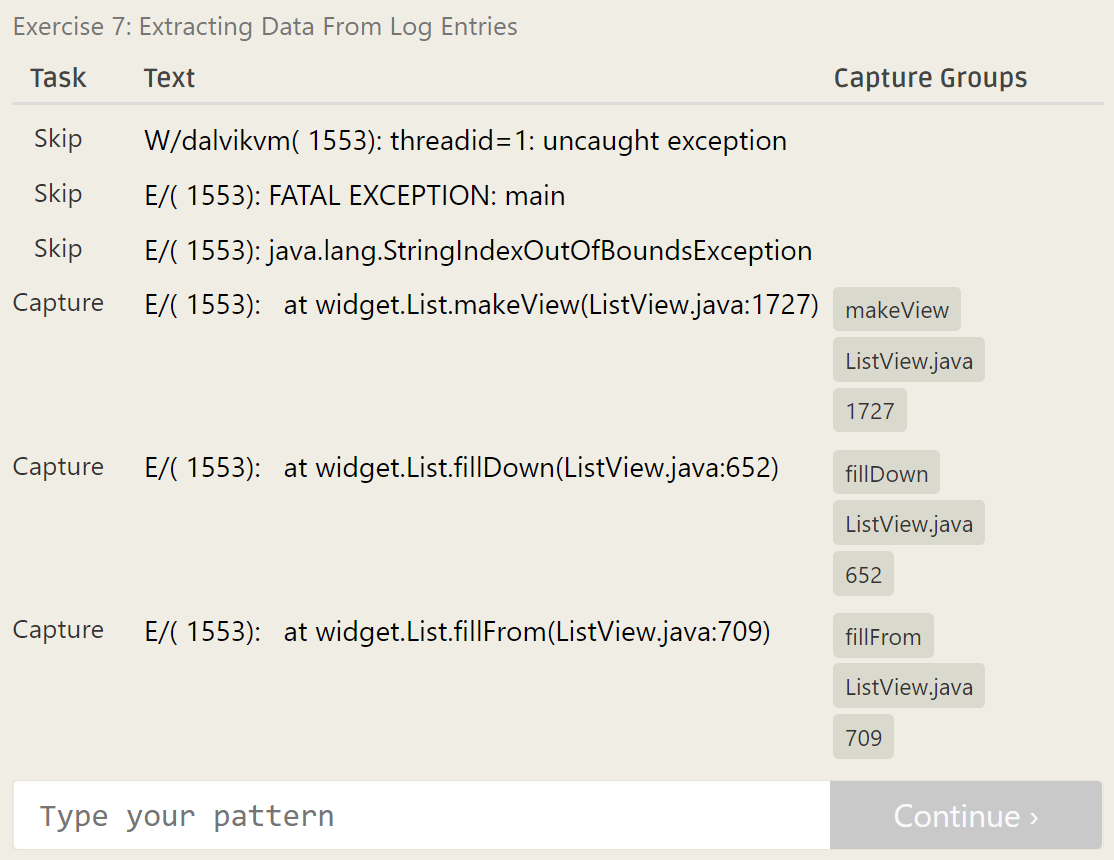 Exercise 7: Extracting Data From Log Entries
Task Text Capture Groups
Skip W/dalvikvm( 1553): threadid=1: uncaught exception
Skip E/( 1553): FATAL EXCEPTION: main
Skip E/( 1553): java.lang.StringIndexOutOfBoundsException
Capture E/( 1553):   at widget.List.makeView(ListView.java:1727) makeView
ListView.java
1727
Capture E/( 1553):   at widget.List.fillDown(ListView.java:652) fillDown
ListView.java
652
Capture E/( 1553):   at widget.List.fillFrom(ListView.java:709) fillFrom
ListView.java
709
Type your pattern Continue ›